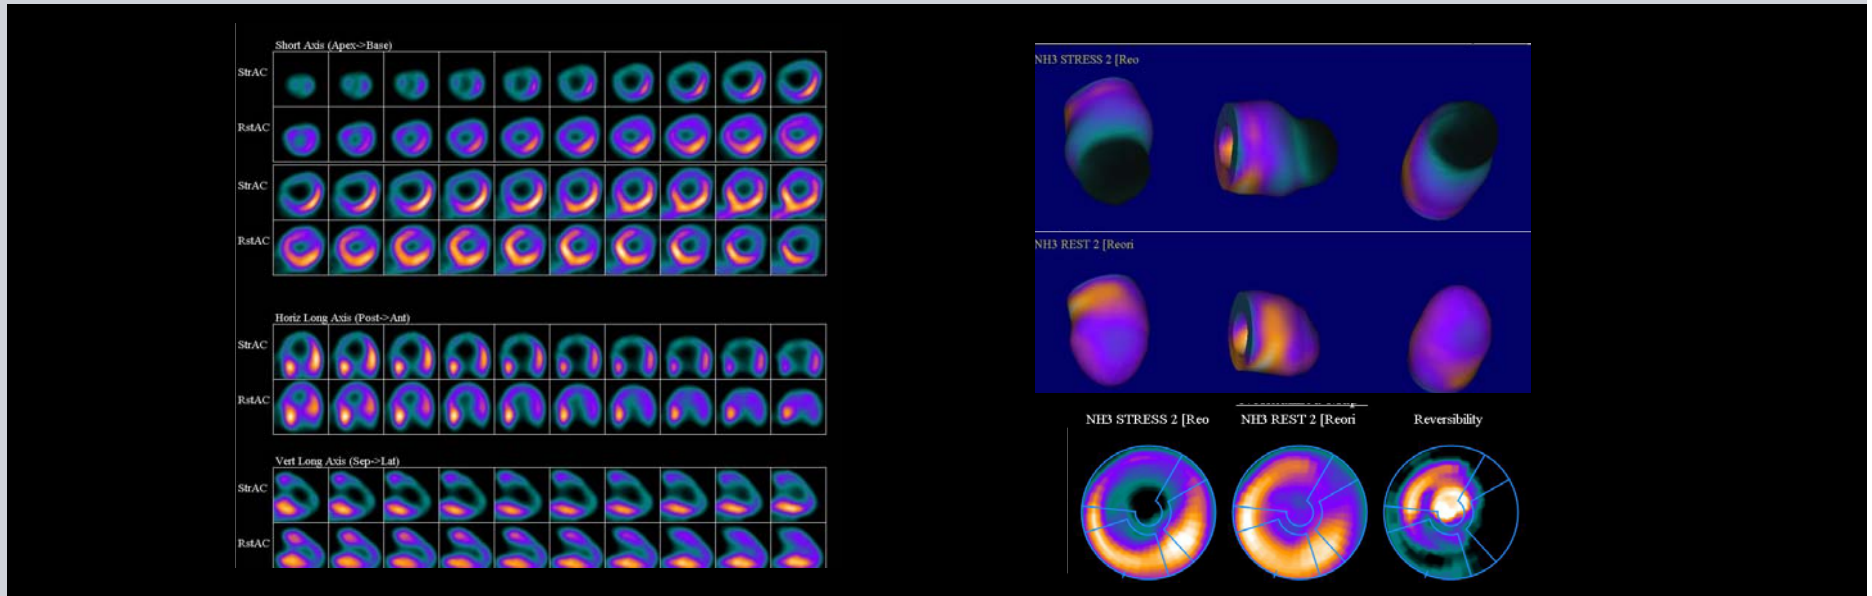 Short Axis (Apex->Base)
StrAC
RstAC
StrAC
RstAC
Horiz Long Axis (Post->Ant)
StrAC
RstAC
Vert Long Axis (Sep->Lat)
StrAC
RstAC
NH3 STRESS 2 [Reo
NH3 REST 2 [Reori
NH3 STRESS 2 [Reo NH3 REST 2 [Reori Reversibility